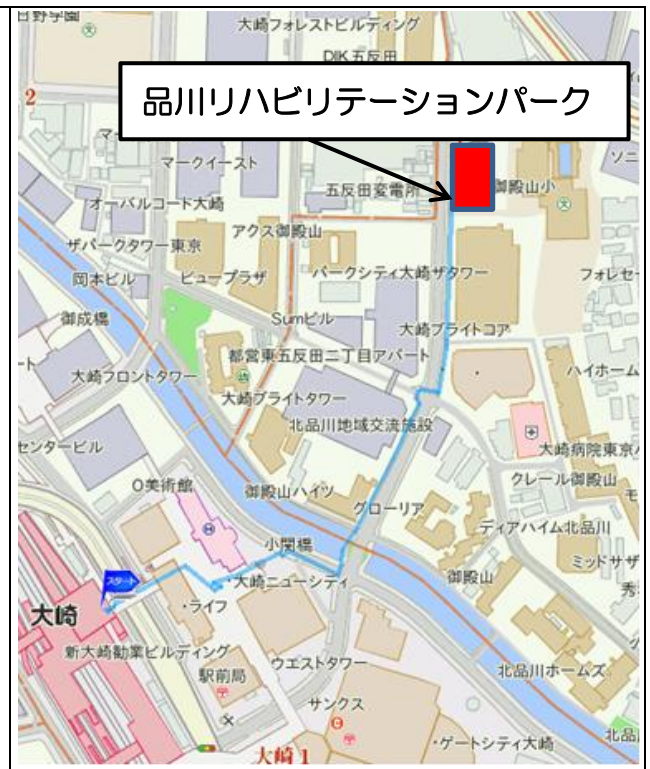 日野学園
大崎フォレストビルディング
DIK五反田
品川リハビリテーションパーク
2
マークイースト
五反田変電所
御殿山小
ソニ
オーバルコード大崎
アクス御殿山
ザパークタワー東京
岡本ビル
ビュープラザ
パークシティ大崎ザタワー
フォレセー
御成橋
Sumビル
大崎ブライトコア
都営東五反田二丁目アパート
大崎フロントタワー
ハイホーム
大崎ブライトタワー
北品川地域交流施設
センタービル
大崎病院東京
O美術館
御殿山ハイツ
クレール御殿山
モ
グローリア
ディアハイム北品川
小関橋
ミッドサザ
スタート
・大崎ニューシティ
御殿山
秀
大崎
・ライフ
新大崎勧業ビルディング
ウエストタワー
北品川ホームズ
駅前局
サンクス
北品
大崎1
・ゲートシティ大崎